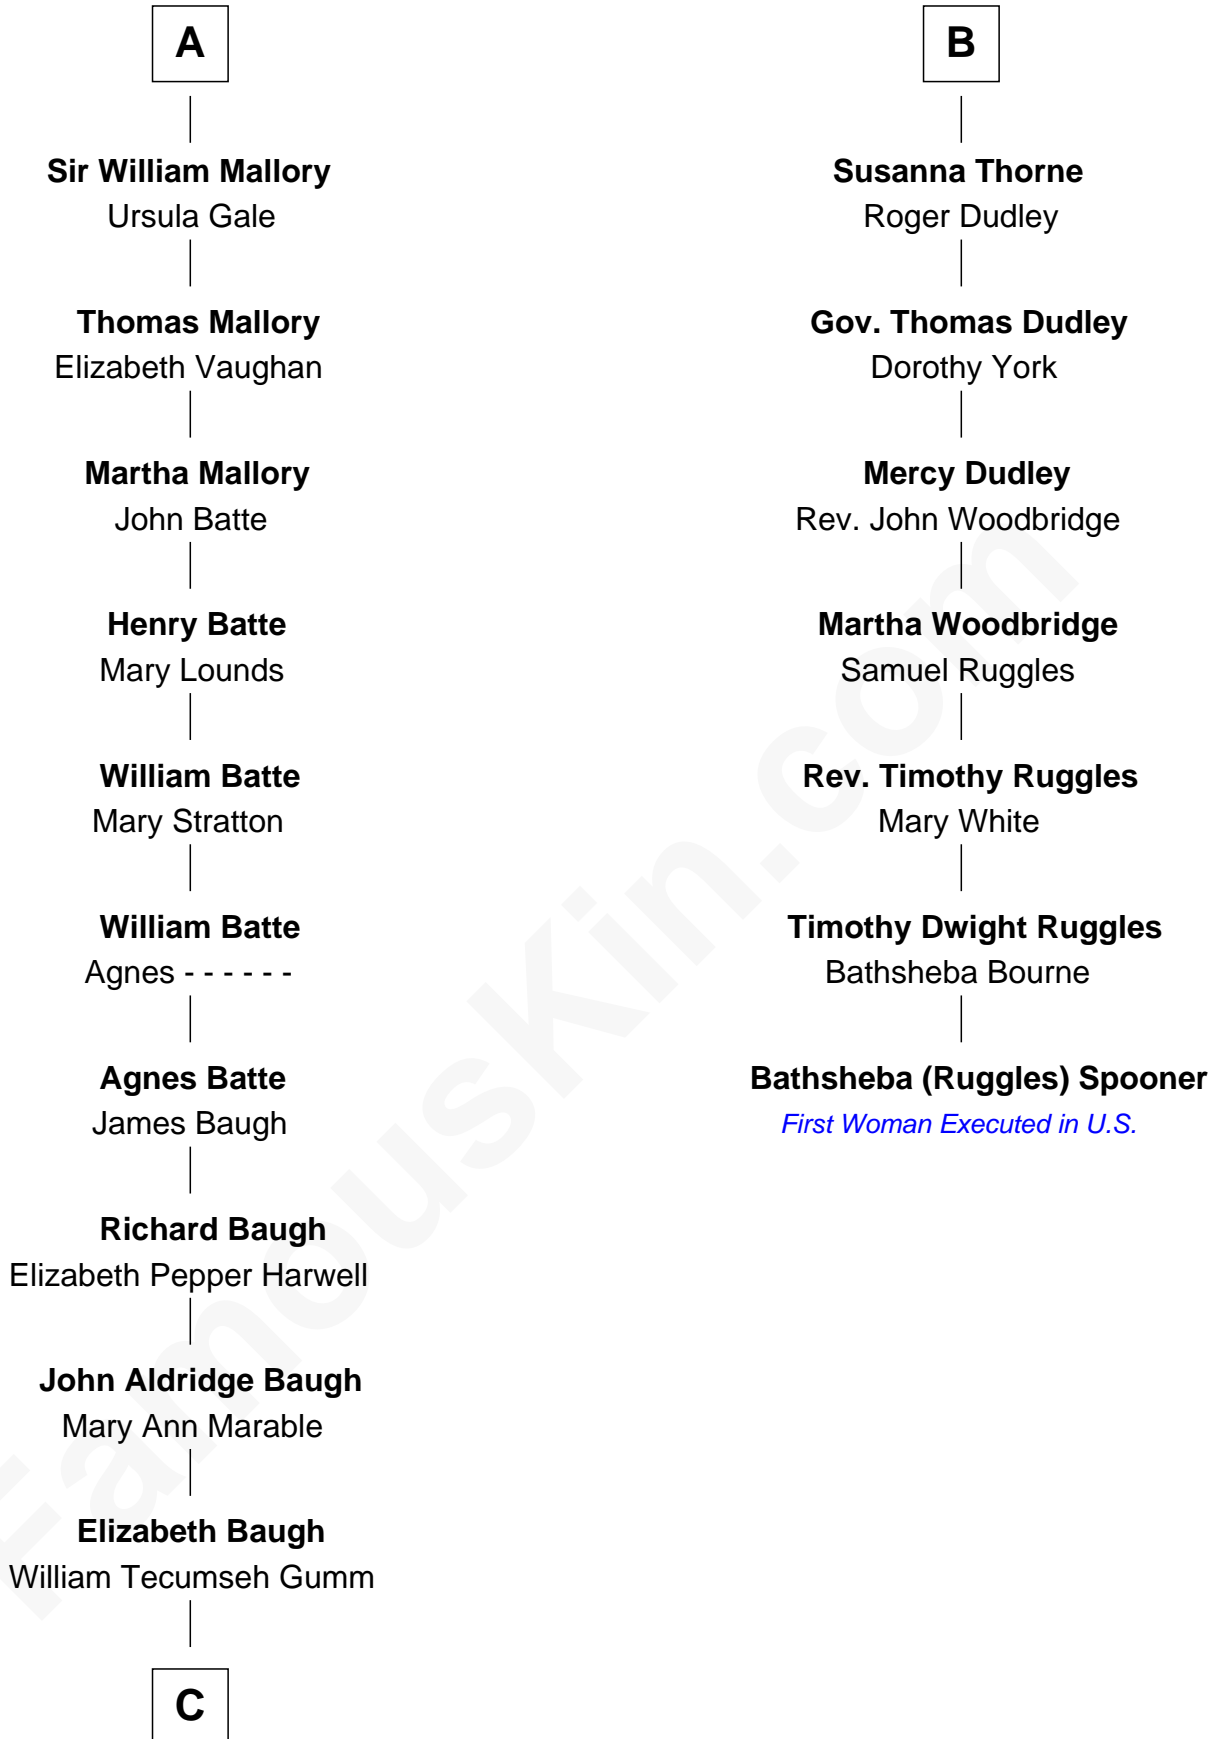 A
Sir William Mallory
Ursula Gale
Thomas Mallory
Elizabeth Vaughan
Martha Mallory
John Batte
Henry Batte
Mary Lounds
William Batte
Mary Stratton
William Batte
Agnes - - - - - -
Agnes Batte
James Baugh
Richard Baugh
Elizabeth Pepper Harwell
John Aldridge Baugh
Mary Ann Marable
Elizabeth Baugh
William Tecumseh Gumm
C
B
Susanna Thorne
Roger Dudley
Gov. Thomas Dudley
Dorothy York
Mercy Dudley
Rev. John Woodbridge
Martha Woodbridge
Samuel Ruggles
Rev. Timothy Ruggles
Mary White
Timothy Dwight Ruggles
Bathsheba Bourne
Bathsheba (Ruggles) Spooner
First Woman Executed in U.S.
FamousKin.com